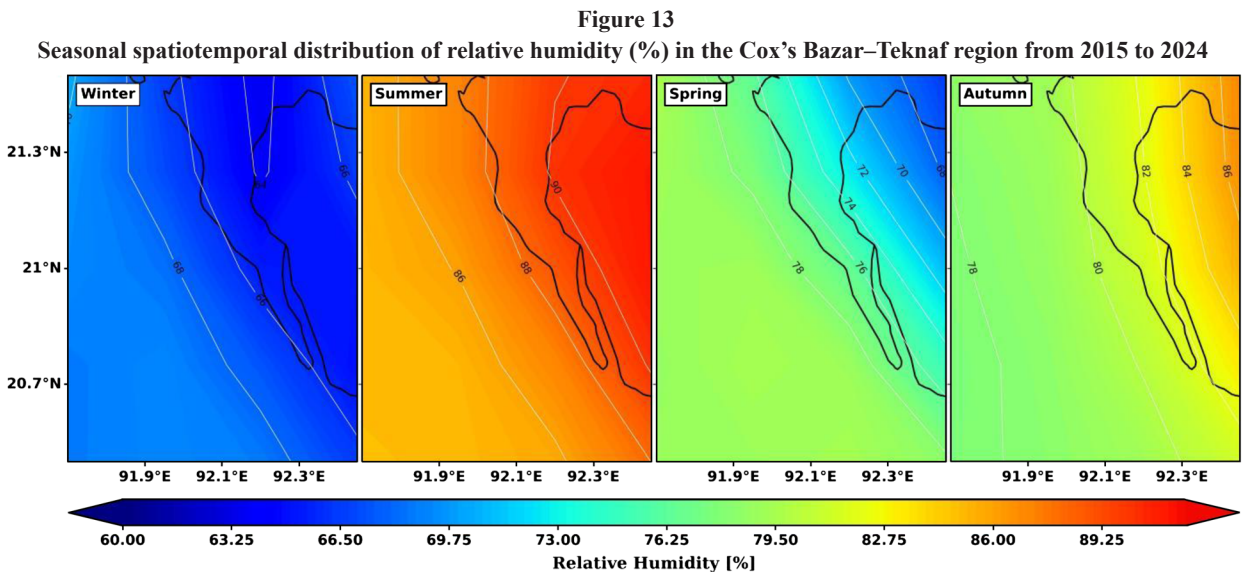 Figure 13
Seasonal spatiotemporal distribution of relative humidity (%) in the Cox's Bazar–Teknaf region from 2015 to 2024
Winter
Summer
Spring
Autumn
21.3°N
21°N
20.7°N
66
68
66
90
88
86
68
72
70
74
76
78
86
84
82
80
78
91.9°E 92.1°E 92.3°E
91.9°E 92.1°E 92.3°E
91.9°E 92.1°E 92.3°E
91.9°E 92.1°E 92.3°E
60.00 63.25 66.50 69.75 73.00 76.25 79.50 82.75 86.00 89.25
Relative Humidity [%]